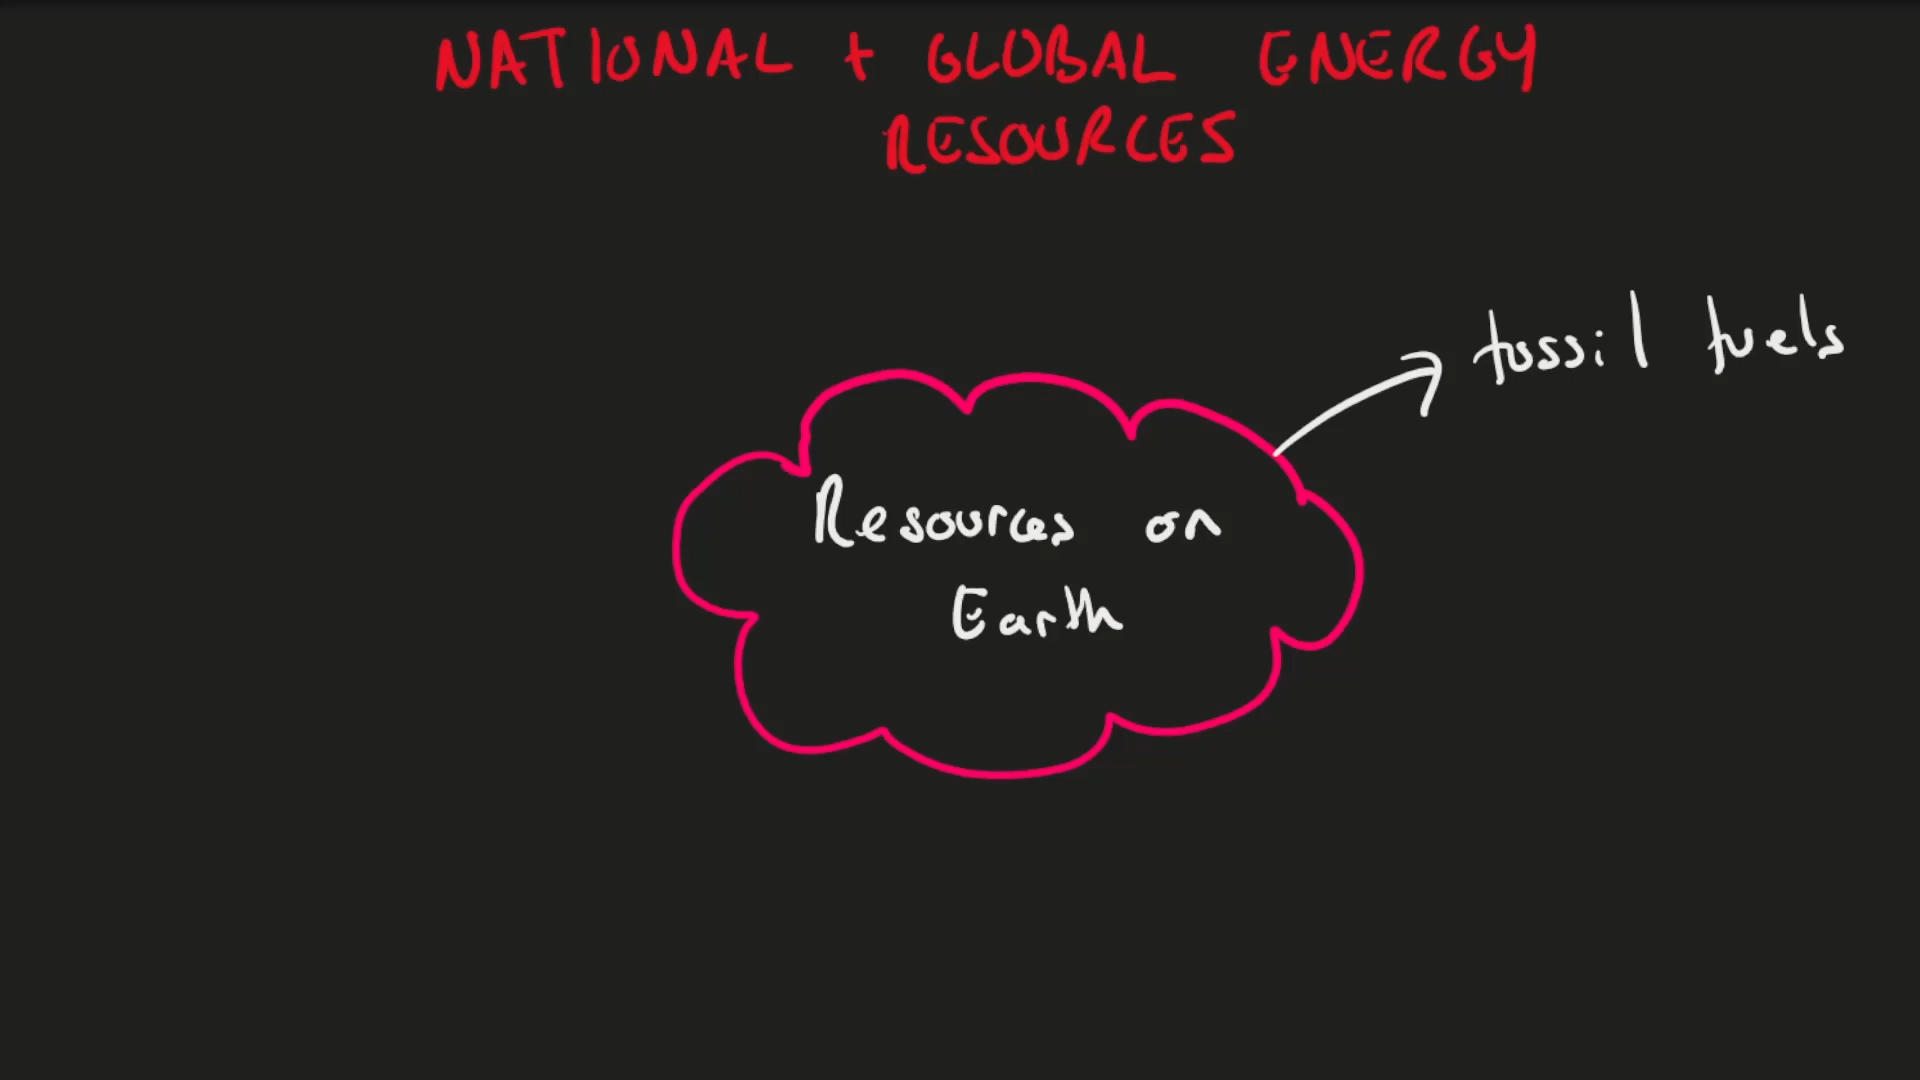 NATIONAL + GLOBAL ENERGY
RESOURCES
fossil fuels
Resources on
Earth